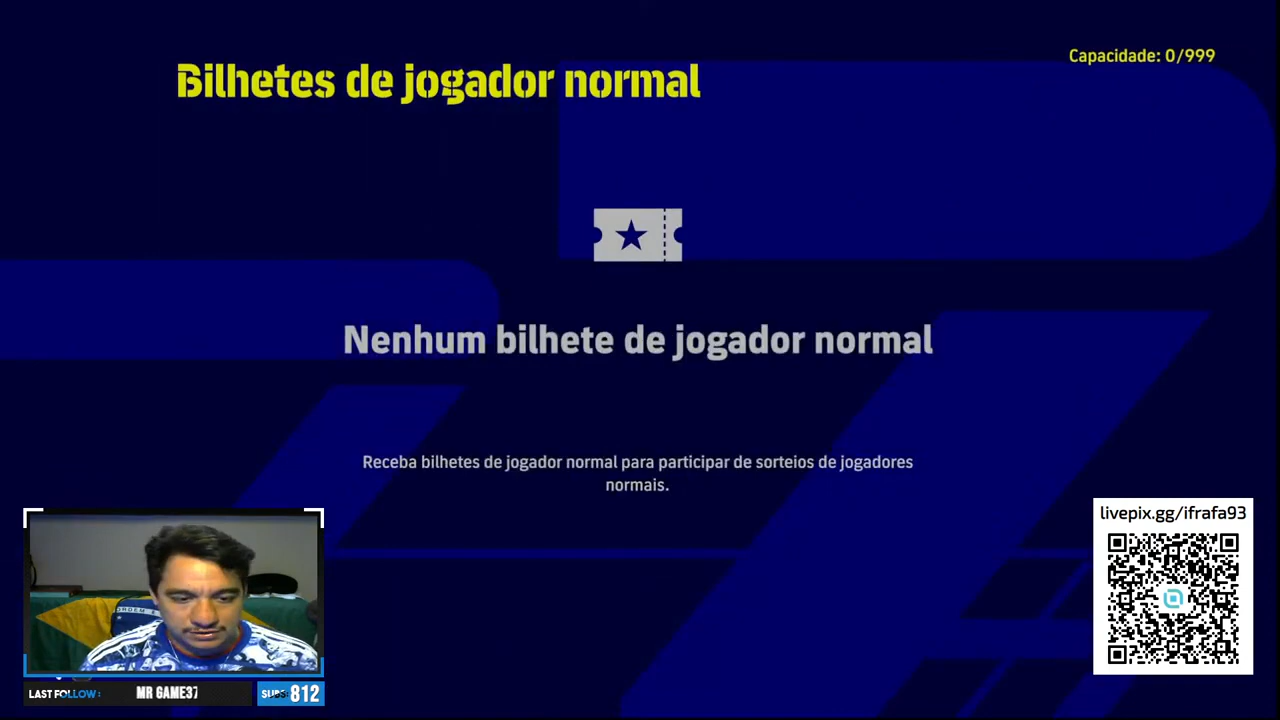 Capacidade: 0/999
Bilhetes de jogador normal
Nenhum bilhete de jogador normal
Receba bilhetes de jogador normal para participar de sorteios de jogadores
normais.
livepix.gg/ifrafa93
ORDEM E
LAST FOLLOW: MR GAME37
SUBS: 812